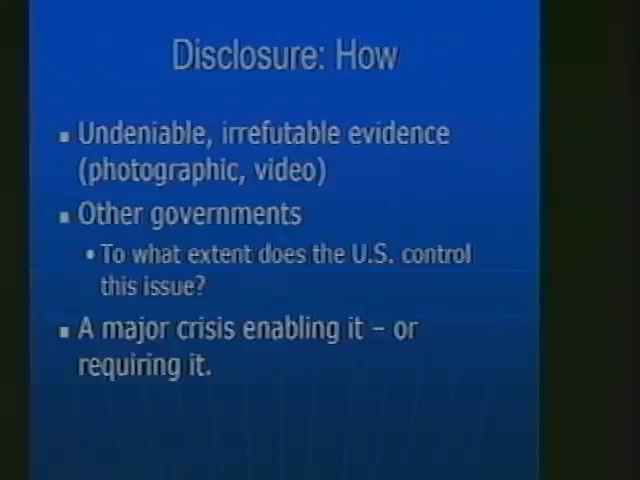 Disclosure: How
▪ Undeniable, irrefutable evidence
(photographic, video)
▪ Other governments
• To what extent does the U.S. control
this issue?
▪ A major crisis enabling it – or
requiring it.